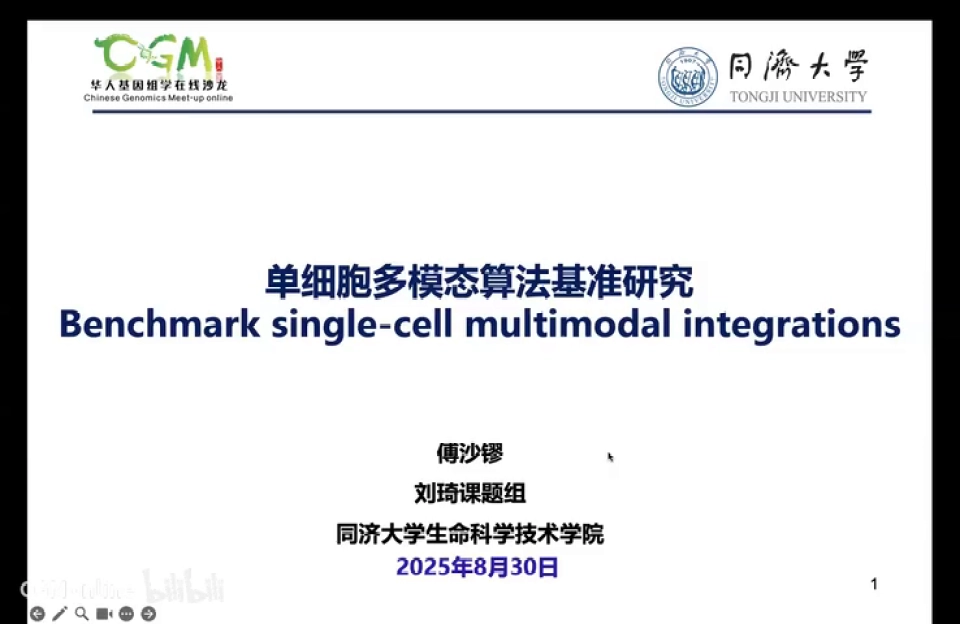 CGM
华人基因组学在线沙龙
Chinese Genomics Meet-up online
同濟大学
TONGJI UNIVERSITY
单细胞多模态算法基准研究
Benchmark single-cell multimodal integrations
傅沙镠
刘琦课题组
同济大学生命科学技术学院
2025年8月30日
bilibili
1